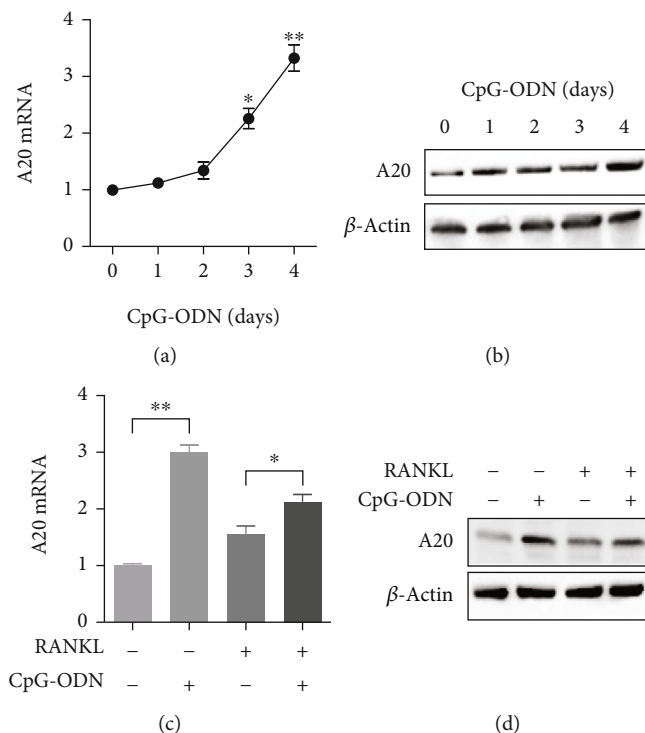 4
3
2
1
0
A20 mRNA
*
**
0 1 2 3 4
CpG-ODN (days)
(a)
CpG-ODN (days)
0 1 2 3 4
A20
β-Actin
(b)
4
3
2
1
0
A20 mRNA
**
*
RANKL − − + +
CpG-ODN − + − +
(c)
RANKL − − + +
CpG-ODN − + − +
A20
β-Actin
(d)